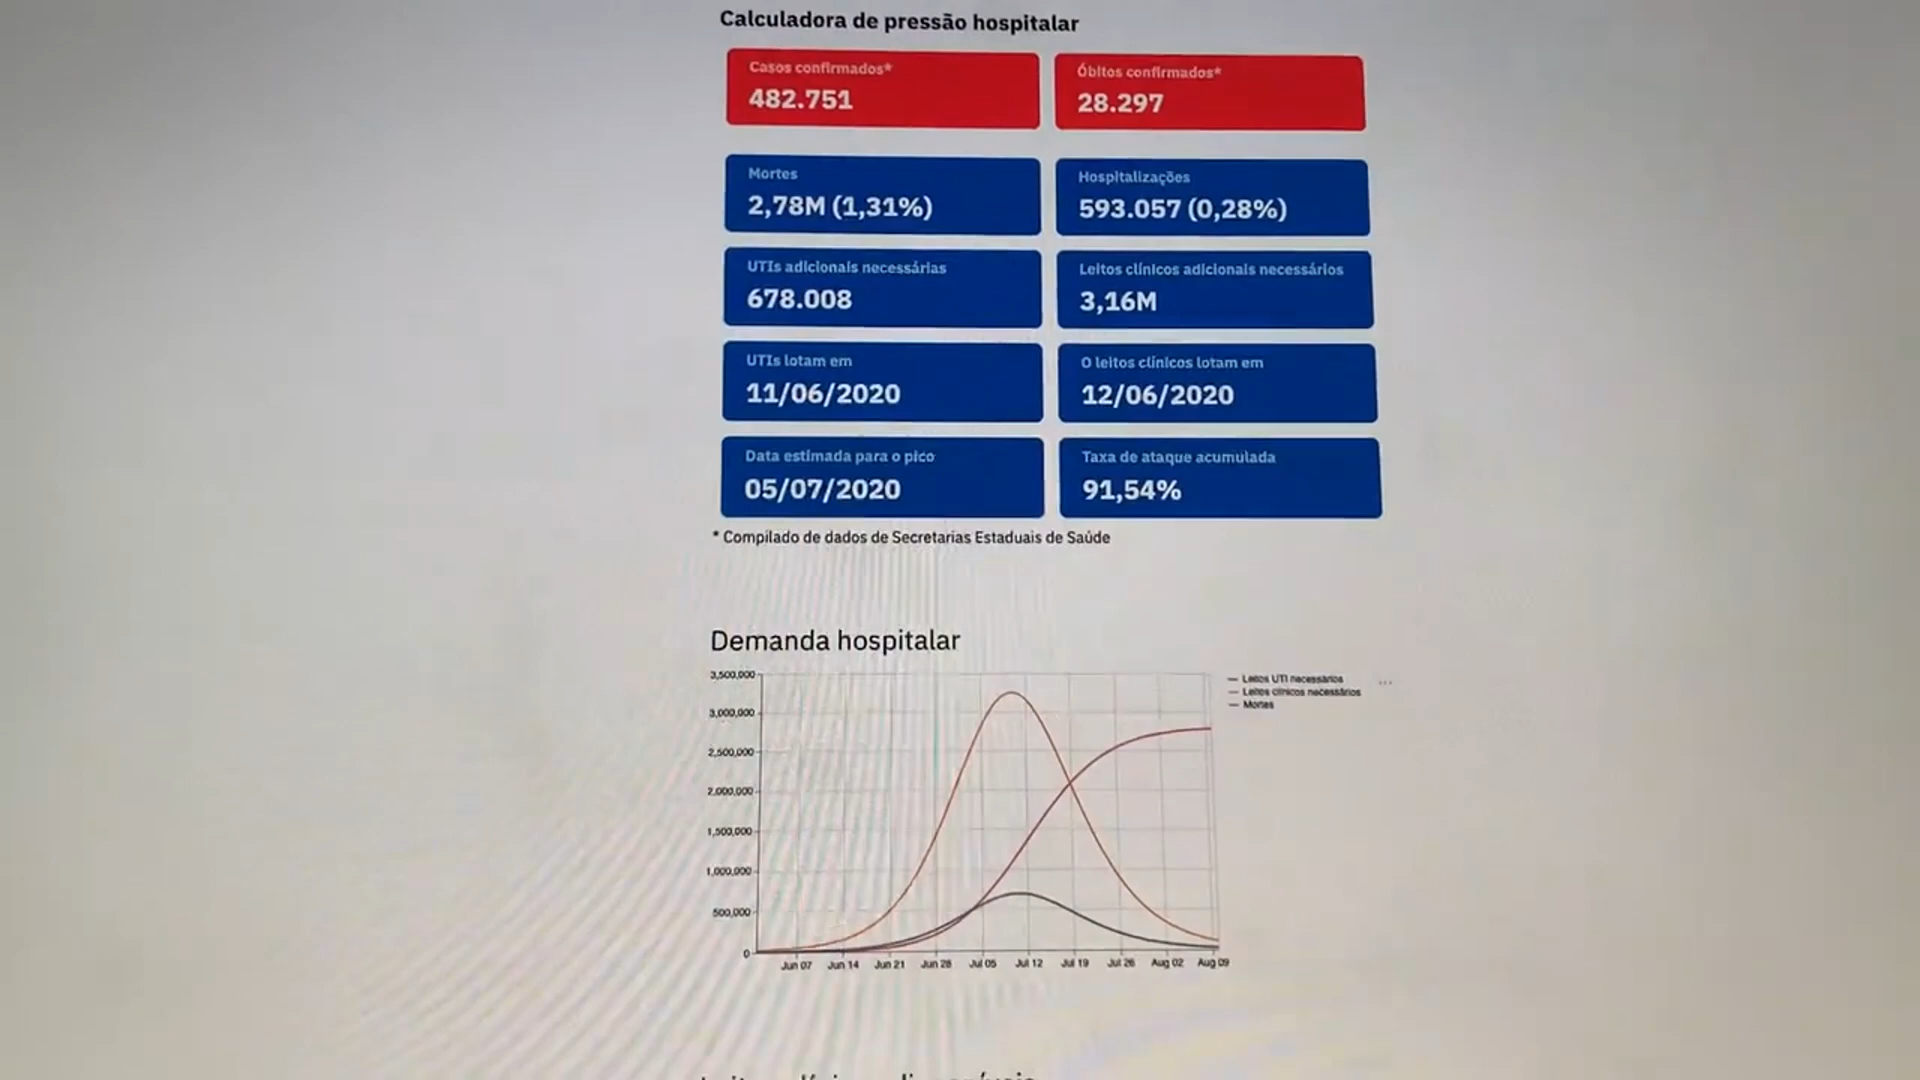 Calculadora de pressão hospitalar
Casos confirmados*
482.751
Óbitos confirmados*
28.297
Mortes
2,78M (1,31%)
Hospitalizações
593.057 (0,28%)
UTIs adicionais necessárias
678.008
Leitos clínicos adicionais necessários
3,16M
UTIs lotam em
11/06/2020
O leitos clínicos lotam em
12/06/2020
Data estimada para o pico
05/07/2020
Taxa de ataque acumulada
91,54%
* Compilado de dados de Secretarias Estaduais de Saúde
Demanda hospitalar
3,500,000
3,000,000
2,500,000
2,000,000
1,500,000
1,000,000
500,000
0
Jun 07 Jun 14 Jun 21 Jun 28 Jul 05 Jul 12 Jul 19 Jul 26 Aug 02 Aug 09
Leitos UTI necessários
Leitos clínicos necessários
Mortes